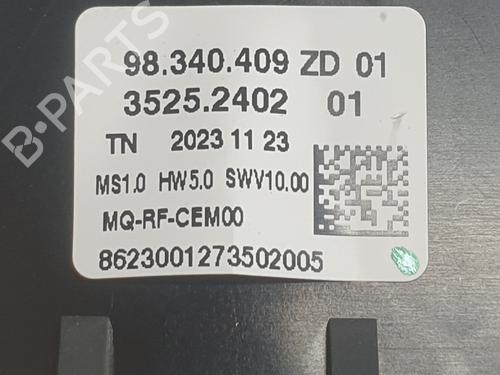 98.340.409 ZD 01
3525.2402 01
TN 2023 11 23
MS1.0 HW5.0 SWV10.00
MQ-RF-CEM00
8623001273502005
B-PARTS